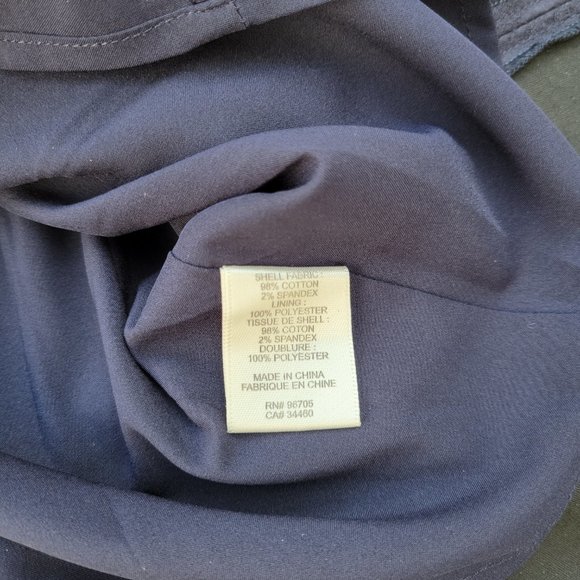 SHELL FABRIC :
98% COTTON
2% SPANDEX
LINING :
100% POLYESTER
TISSUE DE SHELL :
98% COTON
2% SPANDEX
DOUBLURE :
100% POLYESTER
MADE IN CHINA
FABRIQUE EN CHINE
RN# 96705
CA# 34460